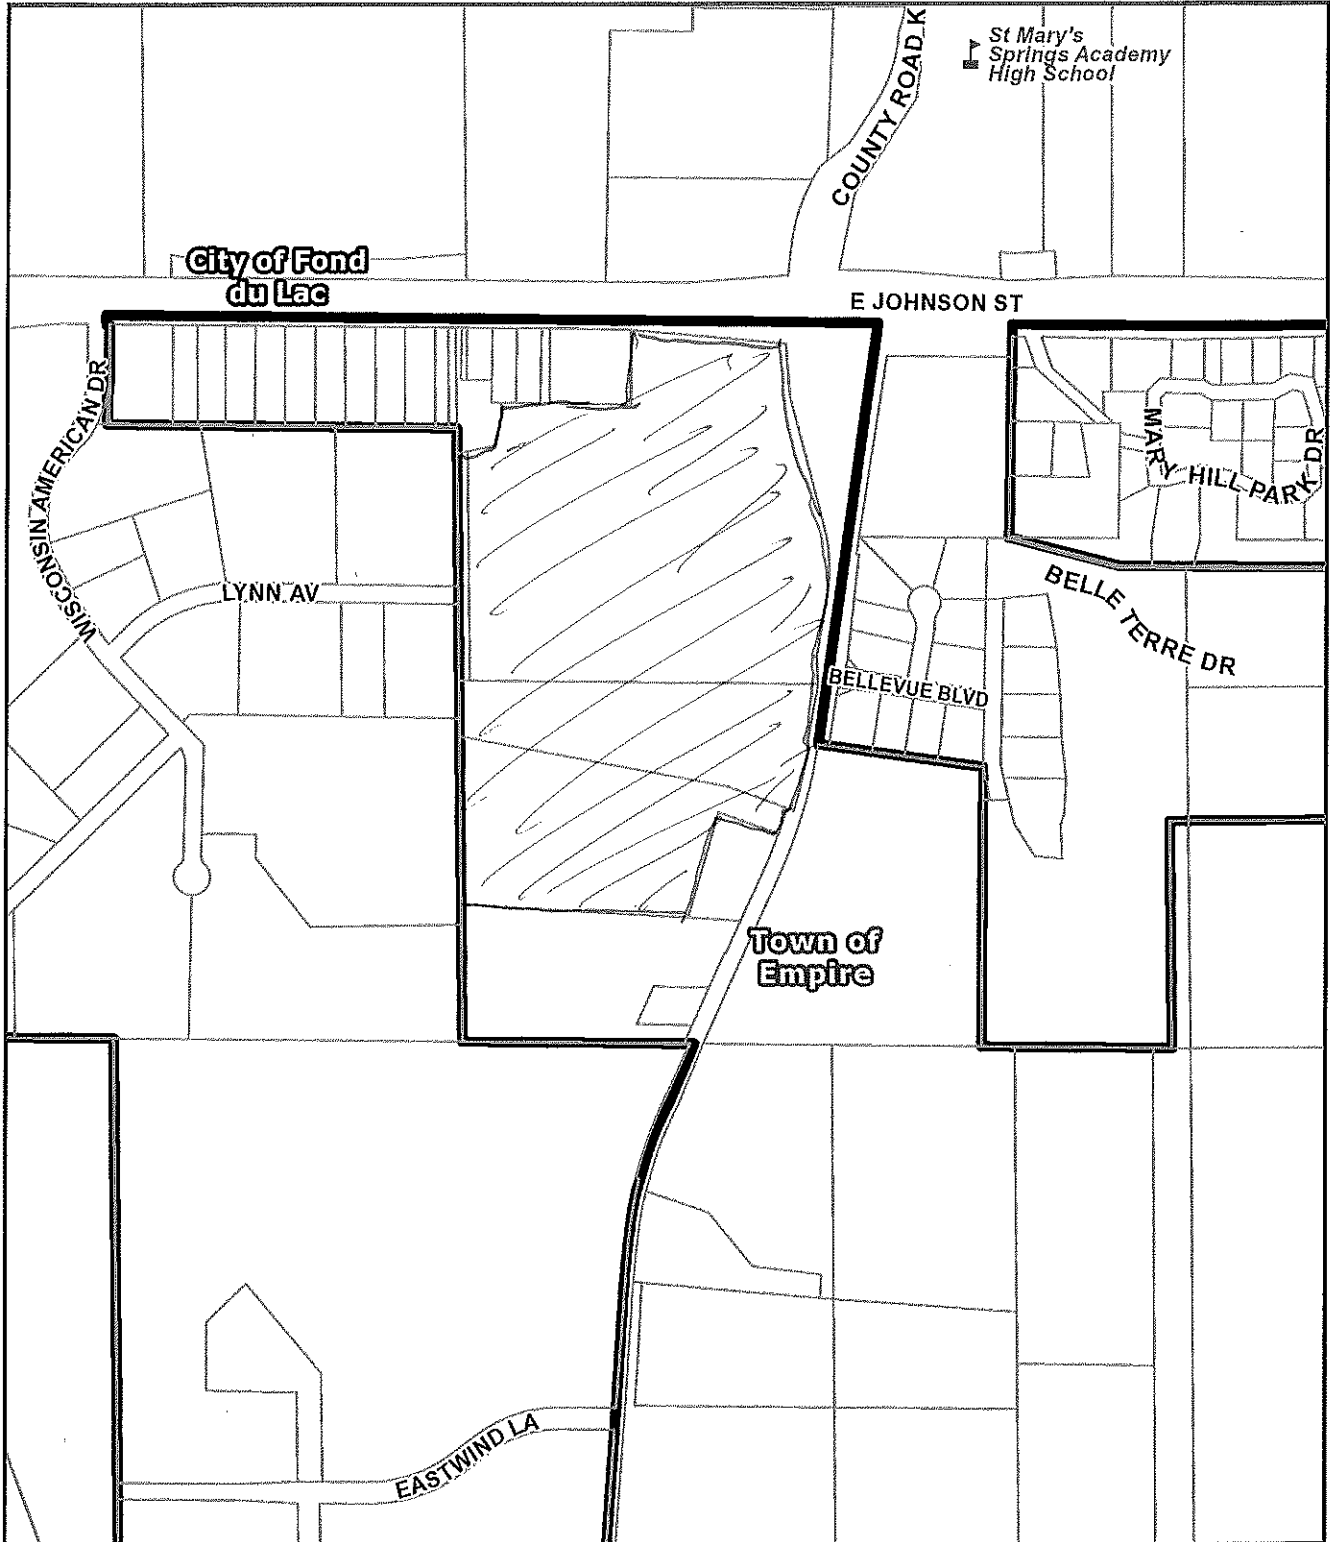 St Mary's
Springs Academy
High School
COUNTY ROAD K
City of Fond
du Lac
E JOHNSON ST
WISCONSIN AMERICAN DR
MARY HILL PARK DR
LYNN AV
BELLE TERRE DR
BELLEVUE BLVD
Town of
Empire
EASTWIND LA